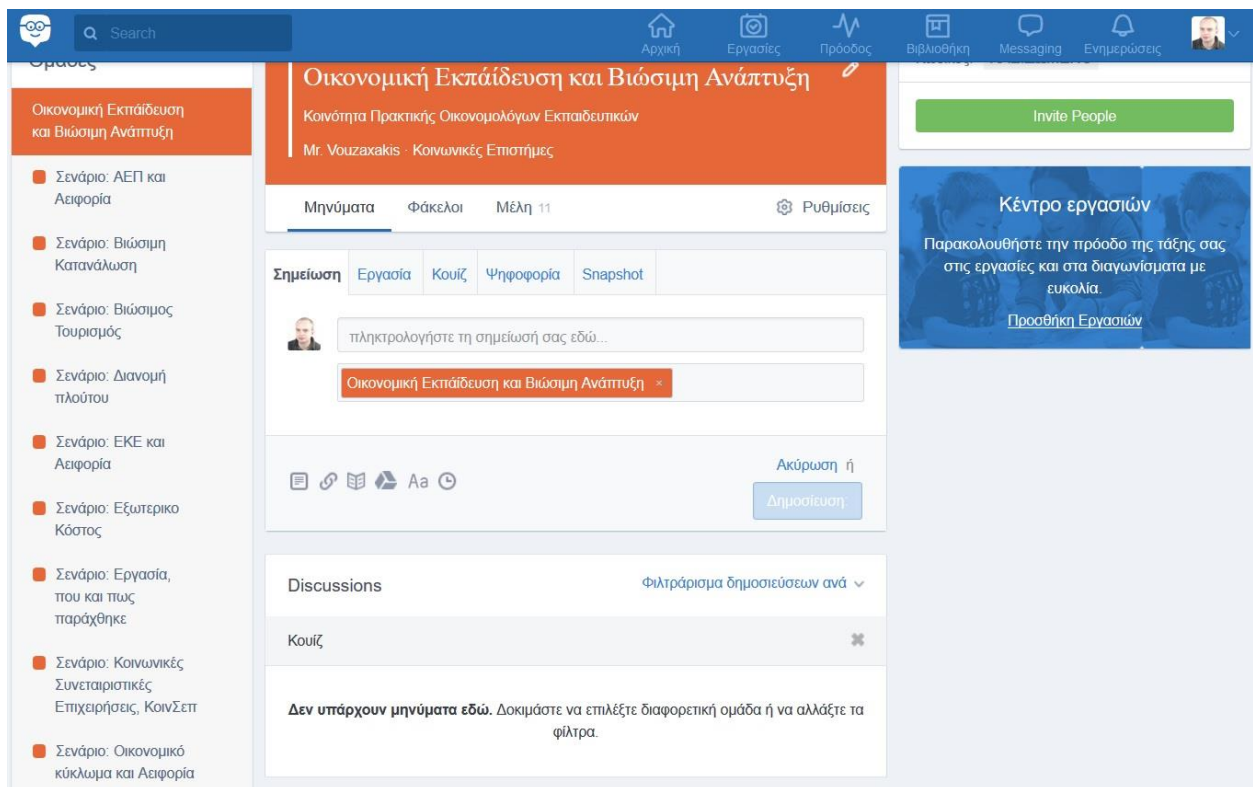 Search
Αρχική
Εργασίες
Πρόοδος
Βιβλιοθήκη
Messaging
Ενημερώσεις
Οικονομική Εκπαίδευση
και Βιώσιμη Ανάπτυξη
Σενάριο: ΑΕΠ και
Αειφορία
Σενάριο: Βιώσιμη
Κατανάλωση
Σενάριο: Βιώσιμος
Τουρισμός
Σενάριο: Διανομή
πλούτου
Σενάριο: ΕΚΕ και
Αειφορία
Σενάριο: Εξωτερικο
Κόστος
Σενάριο: Εργασία,
που και πως
παράχθηκε
Σενάριο: Κοινωνικές
Συνεταιριστικές
Επιχειρήσεις, ΚοινΣεπ
Σενάριο: Οικονομικό
κύκλωμα και Αειφορία
Οικονομική Εκπάίδευση και Βιώσιμη Ανάπτυξη
Κοινότητα Πρακτικής Οικονομολόγων Εκπαιδευτικών
Mr. Vouzaxakis · Κοινωνικές Επιστήμες
Μηνύματα Φάκελοι Μέλη 11 Ρυθμίσεις
Σημείωση Εργασία Κουίζ Ψηφοφορία Snapshot
πληκτρολογήστε τη σημείωσή σας εδώ...
Οικονομική Εκπάίδευση και Βιώσιμη Ανάπτυξη ×
Aa
Ακύρωση ή
Δημοσίευση:
Discussions Φιλτράρισμα δημοσιεύσεων ανά
Κουίζ
Δεν υπάρχουν μηνύματα εδώ. Δοκιμάστε να επιλέξτε διαφορετική ομάδα ή να αλλάξτε τα
φίλτρα.
Invite People
Κέντρο εργασιών
Παρακολουθήστε την πρόοδο της τάξης σας
στις εργασίες και στα διαγωνίσματα με
ευκολία.
Προσθήκη Εργασιών